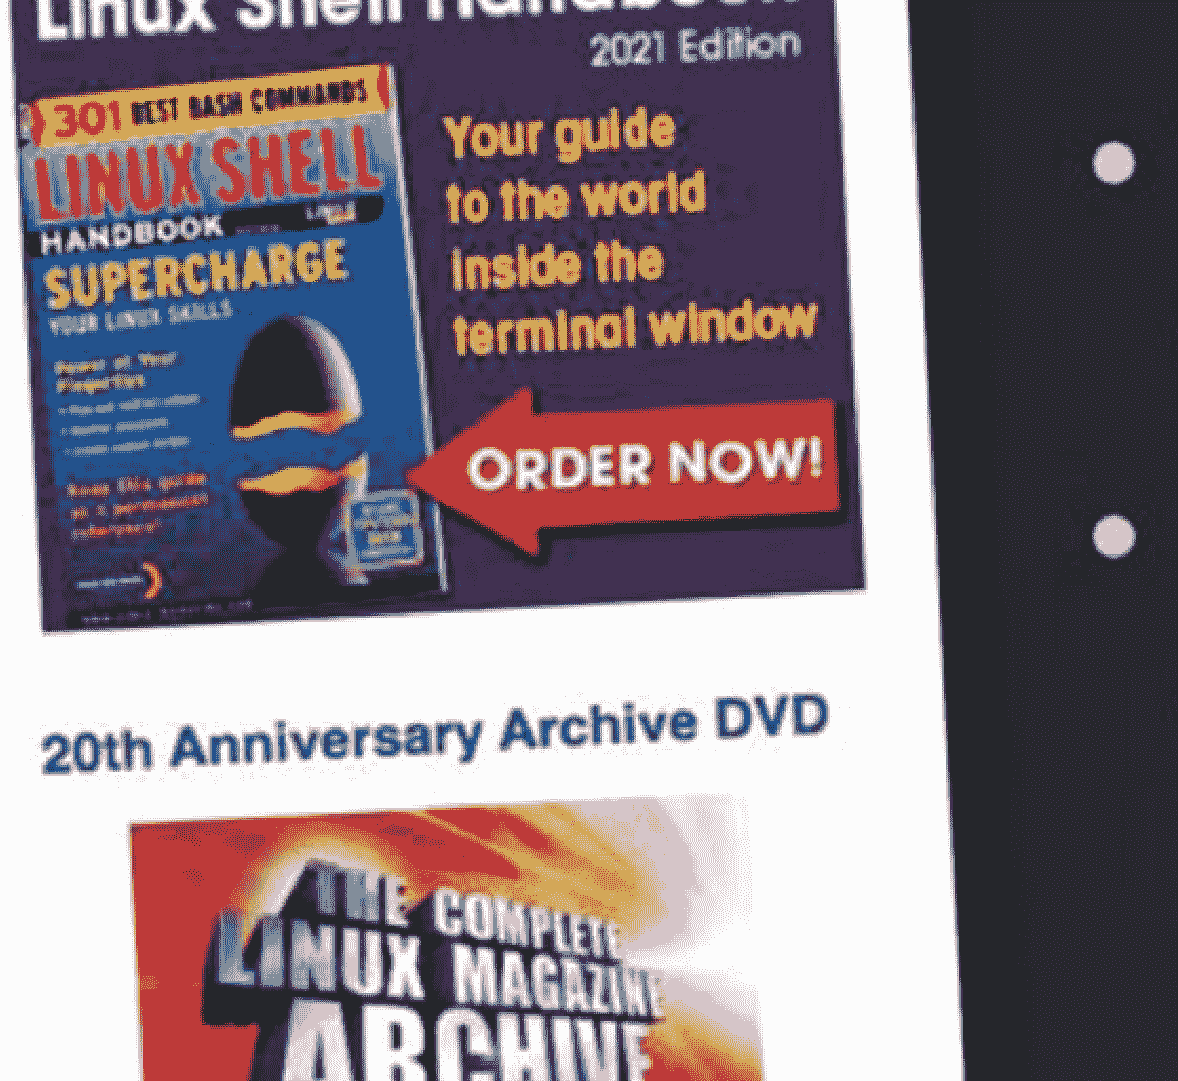 Linux Shell Handbook
2021 Edition
301 BEST BASH COMMANDS
LINUX SHELL
HANDBOOK
SUPERCHARGE
YOUR LINUX SKILLS
Your guide
to the world
inside the
terminal window
ORDER NOW!
20th Anniversary Archive DVD
THE COMPLETE
LINUX MAGAZINE
ARCHIVE